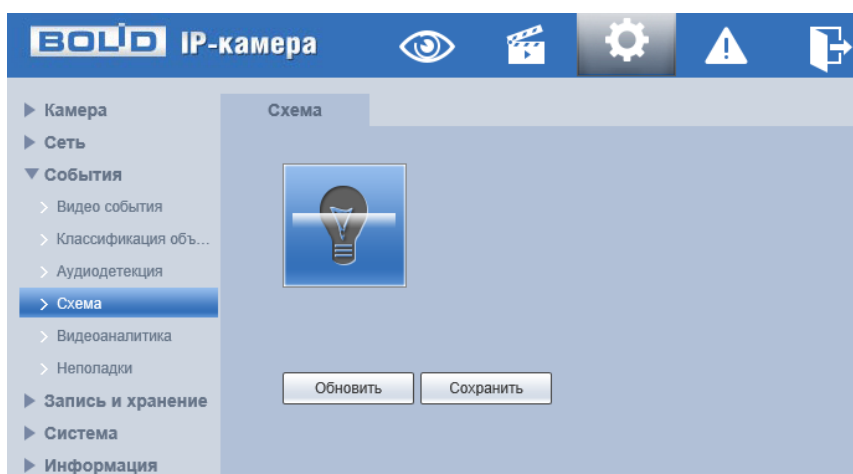 BOLID IP-камера
Камера
Схема
Сеть
События
Видео события
Классификация объ...
Аудиодетекция
Схема
Видеоаналитика
Неполадки
Обновить
Сохранить
Запись и хранение
Система
Информация